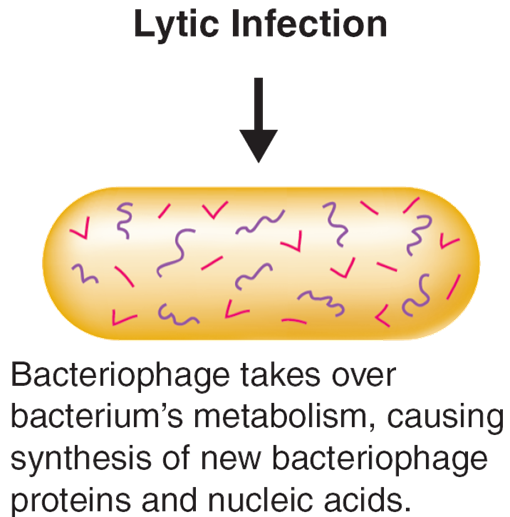 Lytic Infection
Bacteriophage takes over
bacterium's metabolism, causing
synthesis of new bacteriophage
proteins and nucleic acids.